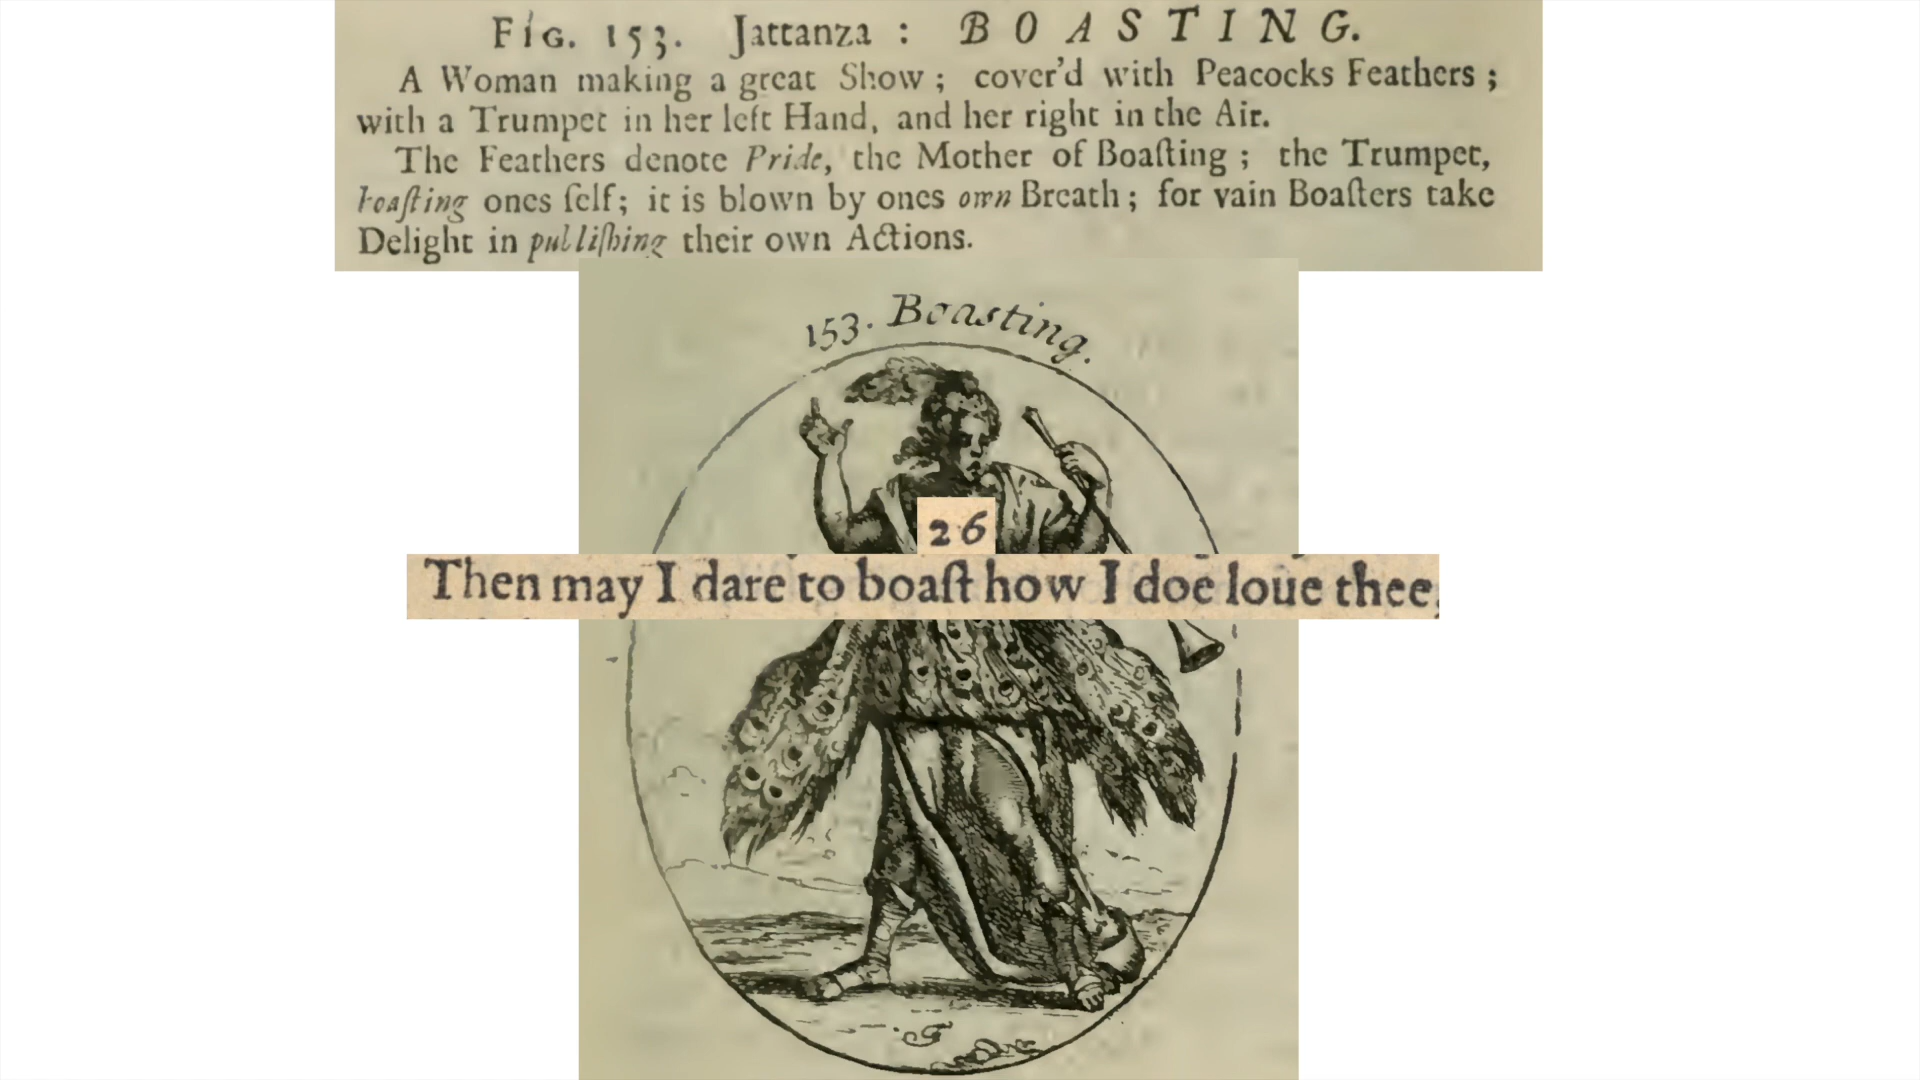 FIG. 153. Jattanza : BOASTING.
A Woman making a great Show ; cover'd with Peacocks Feathers ;
with a Trumpet in her left Hand, and her right in the Air.
The Feathers denote Pride, the Mother of Boaſting ; the Trumpet,
boaſting ones ſelf; it is blown by ones own Breath ; for vain Boaſters take
Delight in publiſhing their own Actions.
153. Boasting.
26
Then may I dare to boaſt how I doe loue thee,